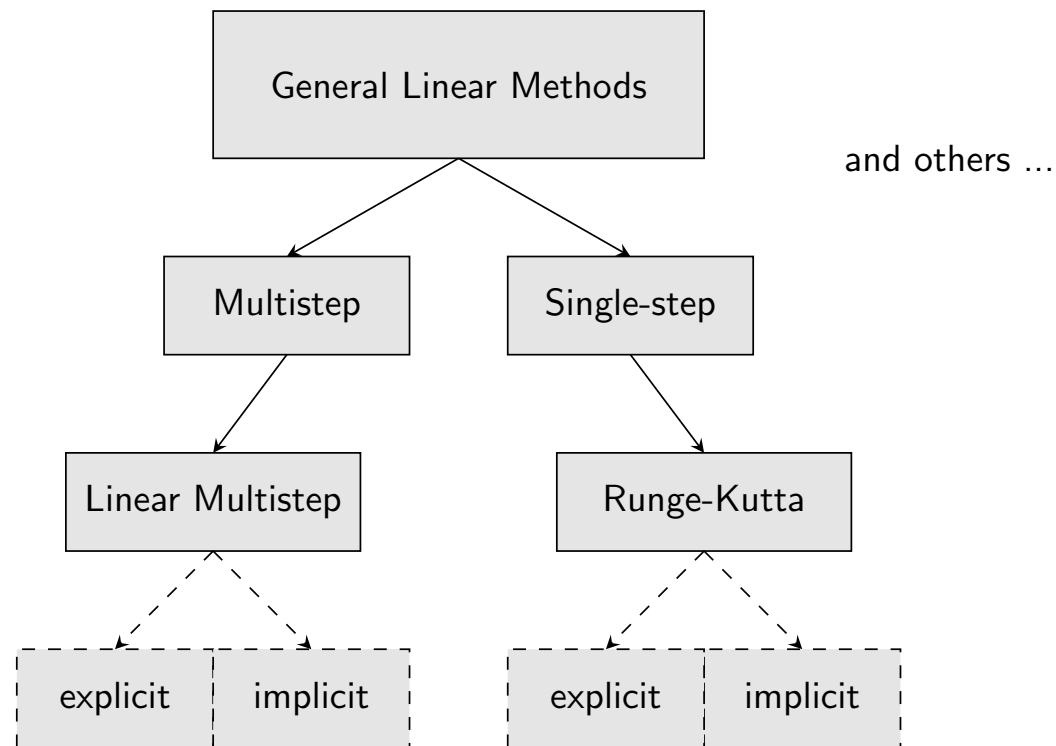 General Linear Methods
and others ...
Multistep
Single-step
Linear Multistep
Runge-Kutta
explicit
implicit
explicit
implicit